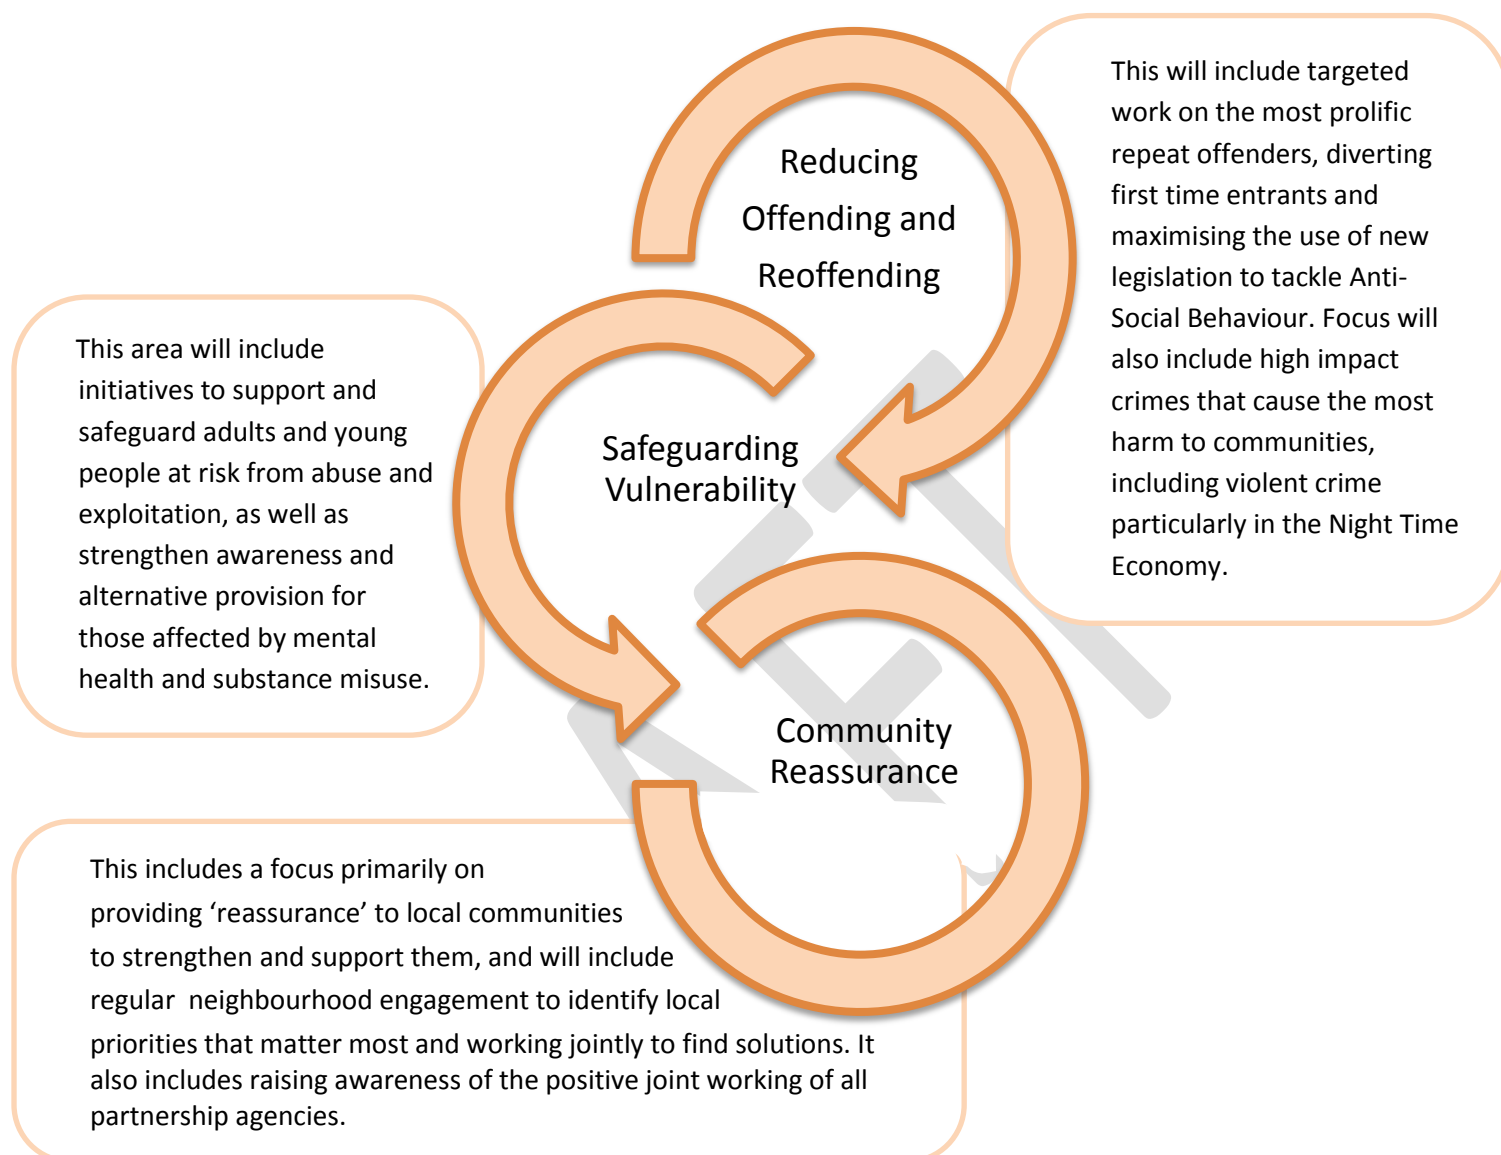 Reducing
Offending and
Reoffending
This will include targeted
work on the most prolific
repeat offenders, diverting
first time entrants and
maximising the use of new
legislation to tackle Anti-
Social Behaviour. Focus will
also include high impact
crimes that cause the most
harm to communities,
including violent crime
particularly in the Night Time
Economy.
Safeguarding
Vulnerability
This area will include
initiatives to support and
safeguard adults and young
people at risk from abuse and
exploitation, as well as
strengthen awareness and
alternative provision for
those affected by mental
health and substance misuse.
Community
Reassurance
This includes a focus primarily on
providing ‘reassurance’ to local communities
to strengthen and support them, and will include
regular  neighbourhood engagement to identify local
priorities that matter most and working jointly to find solutions. It
also includes raising awareness of the positive joint working of all
partnership agencies.